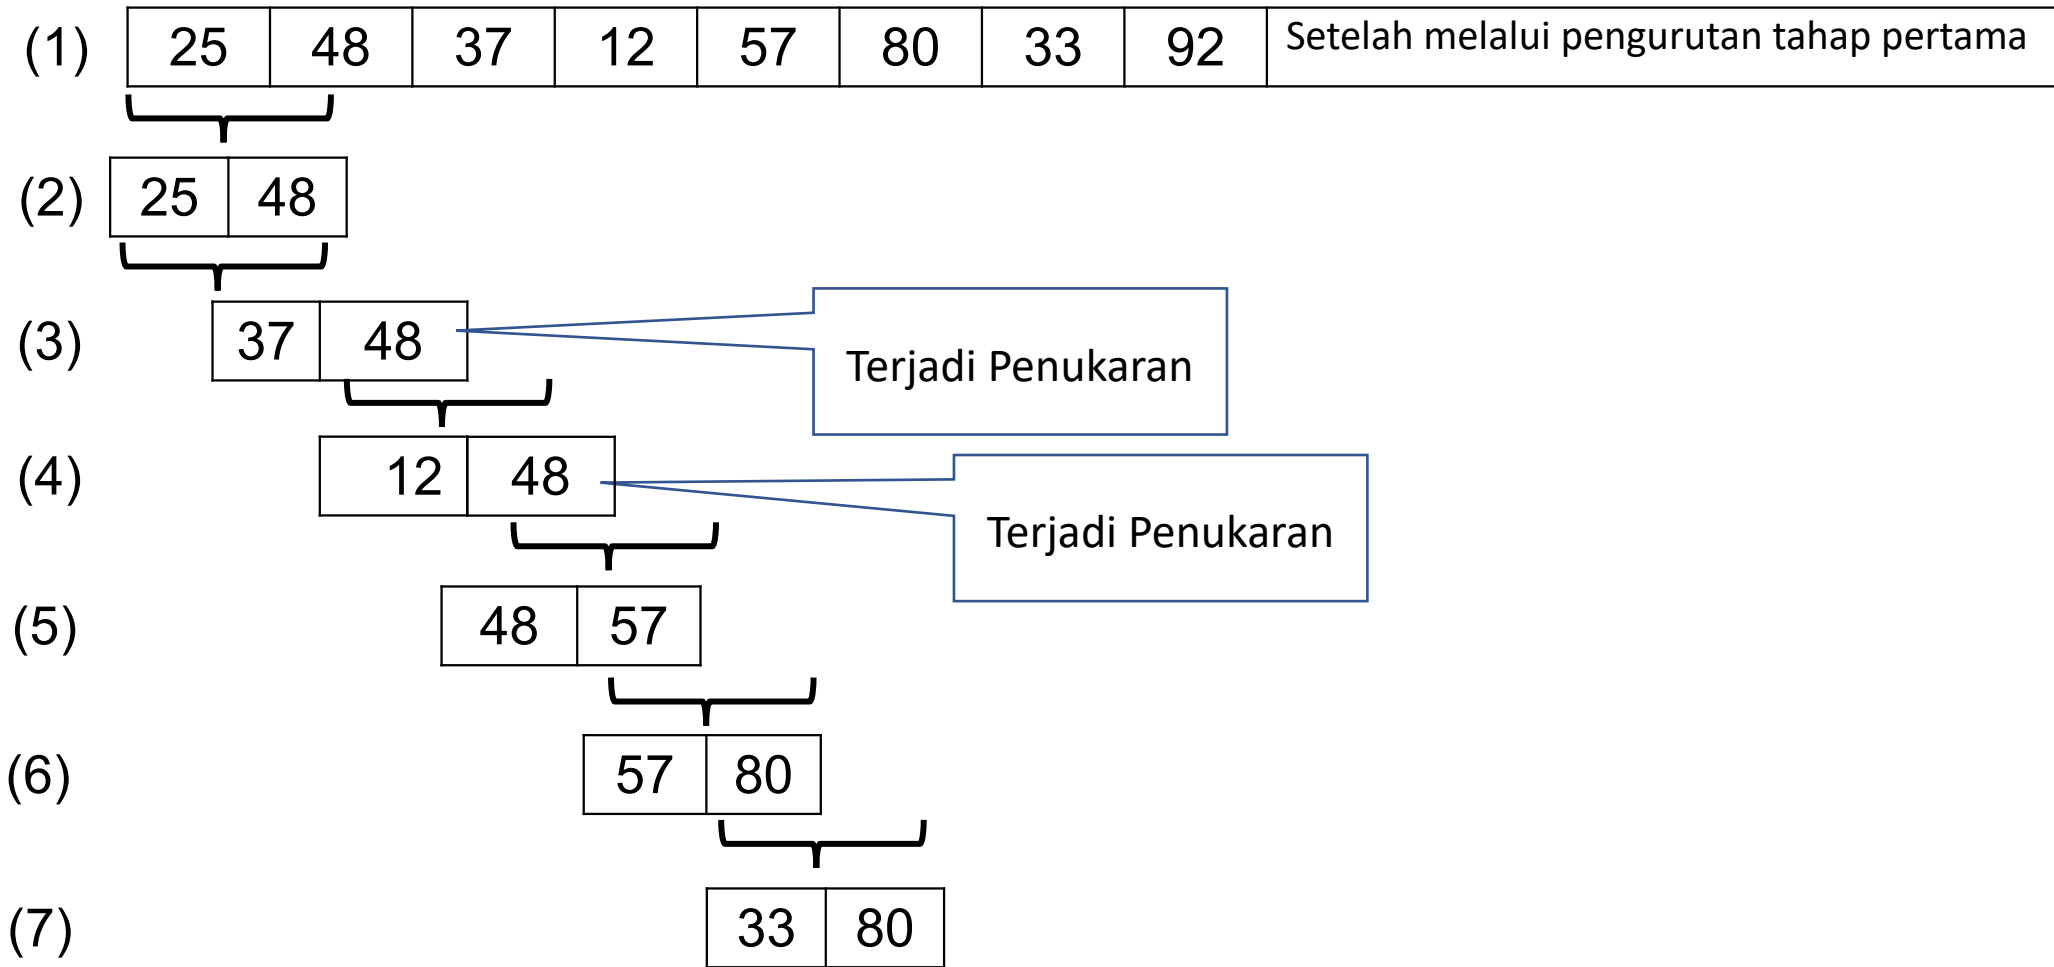 (1) 25 48 37 12 57 80 33 92 Setelah melalui pengurutan tahap pertama
(2) 25 48
(3) 37 48
Terjadi Penukaran
(4) 12 48
Terjadi Penukaran
(5) 48 57
(6) 57 80
(7) 33 80